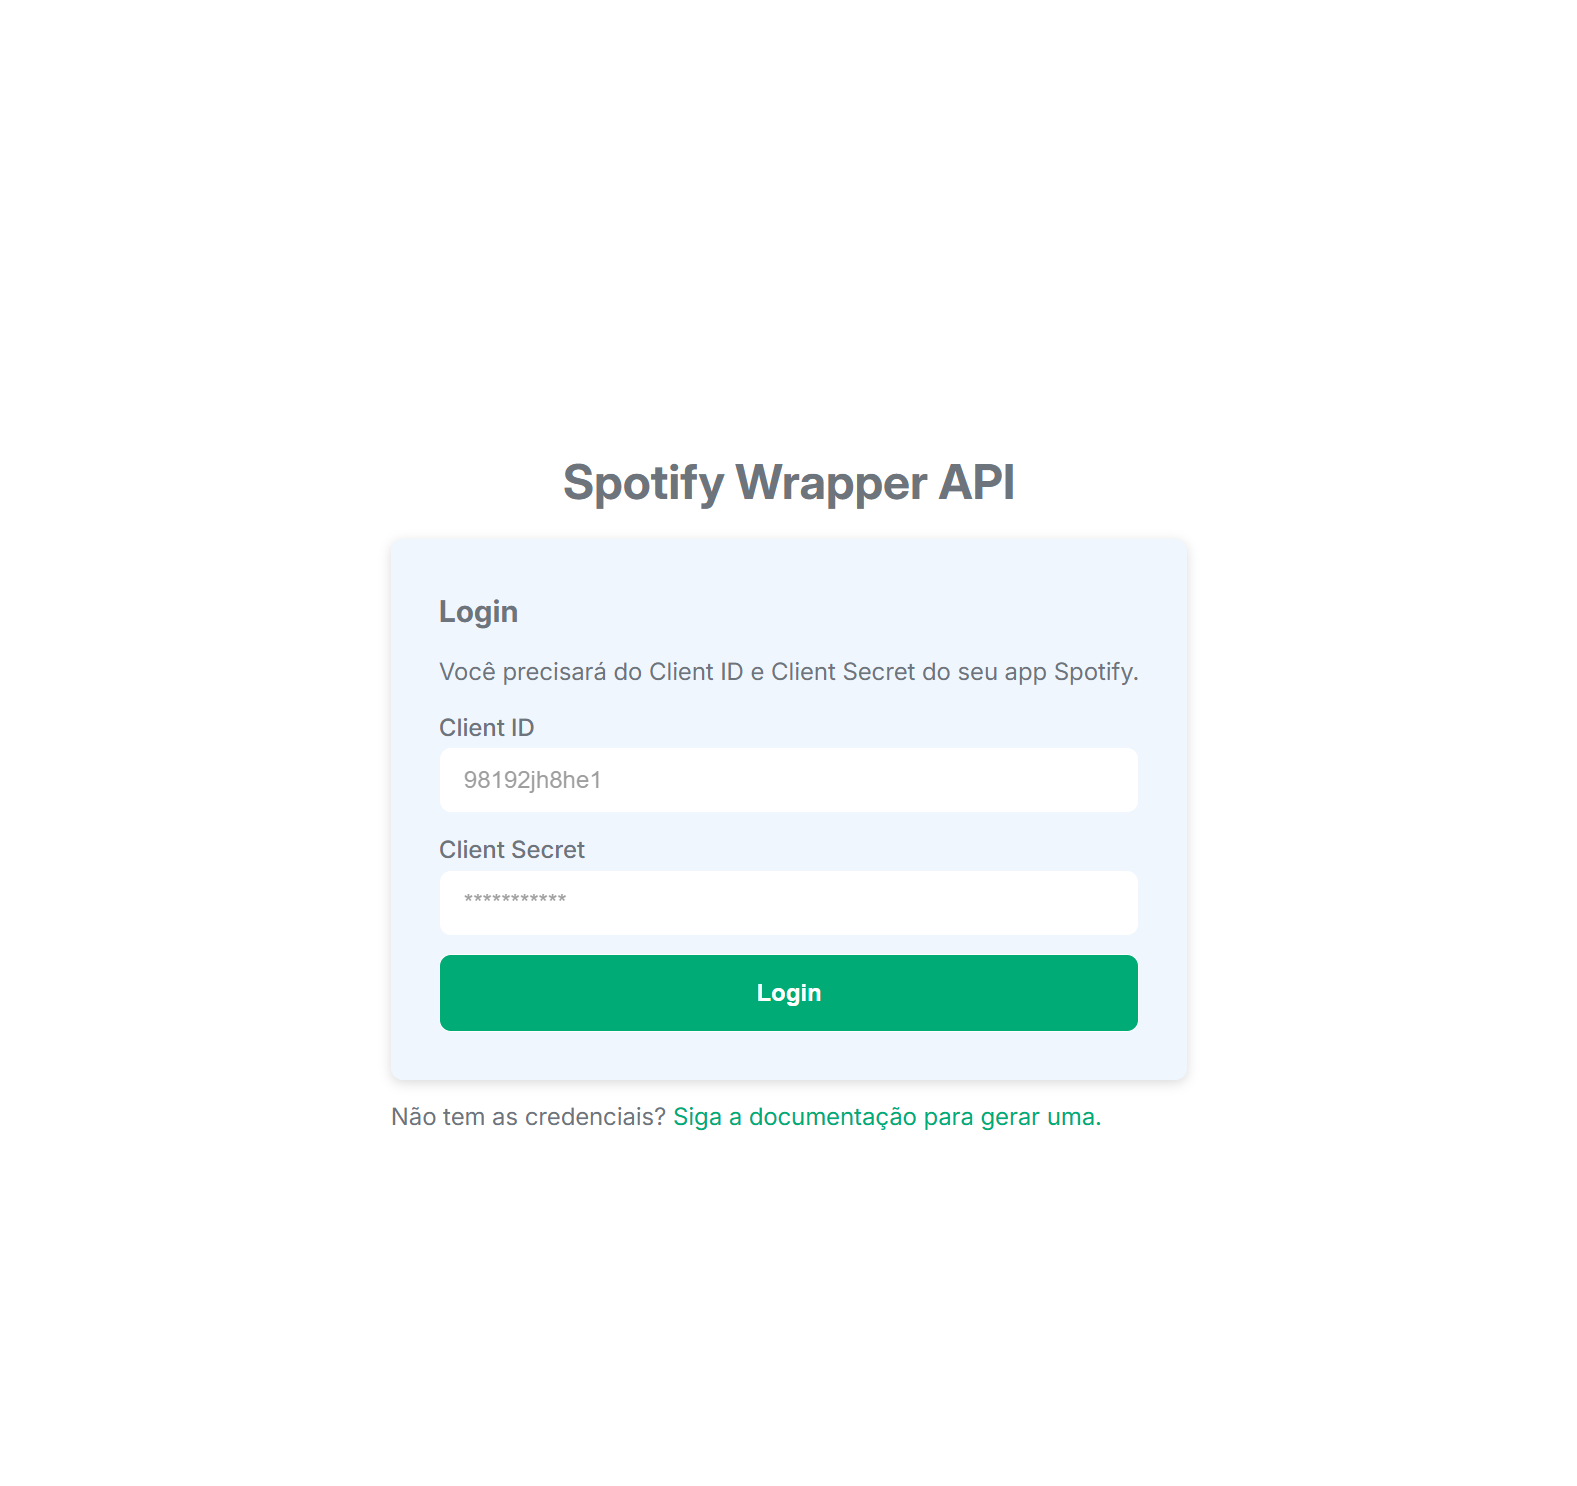 Spotify Wrapper API
Login
Você precisará do Client ID e Client Secret do seu app Spotify.
Client ID
98192jh8he1
Client Secret
***********
Login
Não tem as credenciais? Siga a documentação para gerar uma.